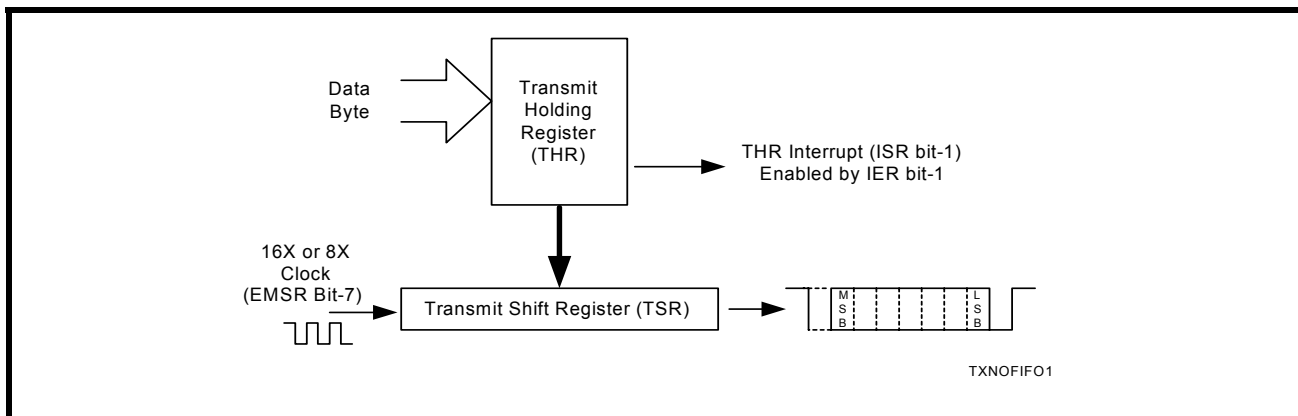 Data
Byte
Transmit
Holding
Register
(THR)
THR Interrupt (ISR bit-1)
Enabled by IER bit-1
16X or 8X
Clock
(EMSR Bit-7)
Transmit Shift Register (TSR)
M
S
B
L
S
B
TXNOFIFO1